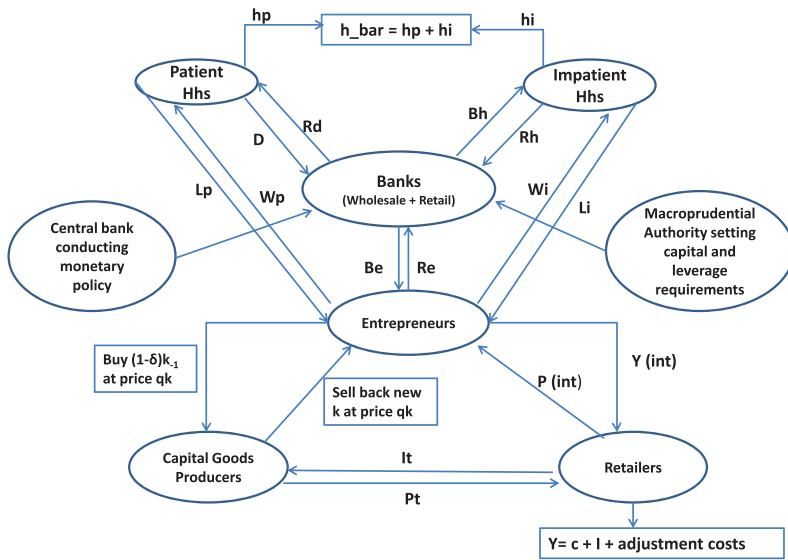 hp
h_bar = hp + hi
hi
Patient
Hhs
Impatient
Hhs
Rd
D
Bh
Rh
Lp
Wp
Banks
(Wholesale + Retail)
Wi
Li
Central bank
conducting
monetary
policy
Macroprudential
Authority setting
capital and
leverage
requirements
Be
Re
Entrepreneurs
Buy (1-δ)k-1
at price qk
Sell back new
k at price qk
P (int)
Y (int)
Capital Goods
Producers
It
Pt
Retailers
Y= c + I + adjustment costs